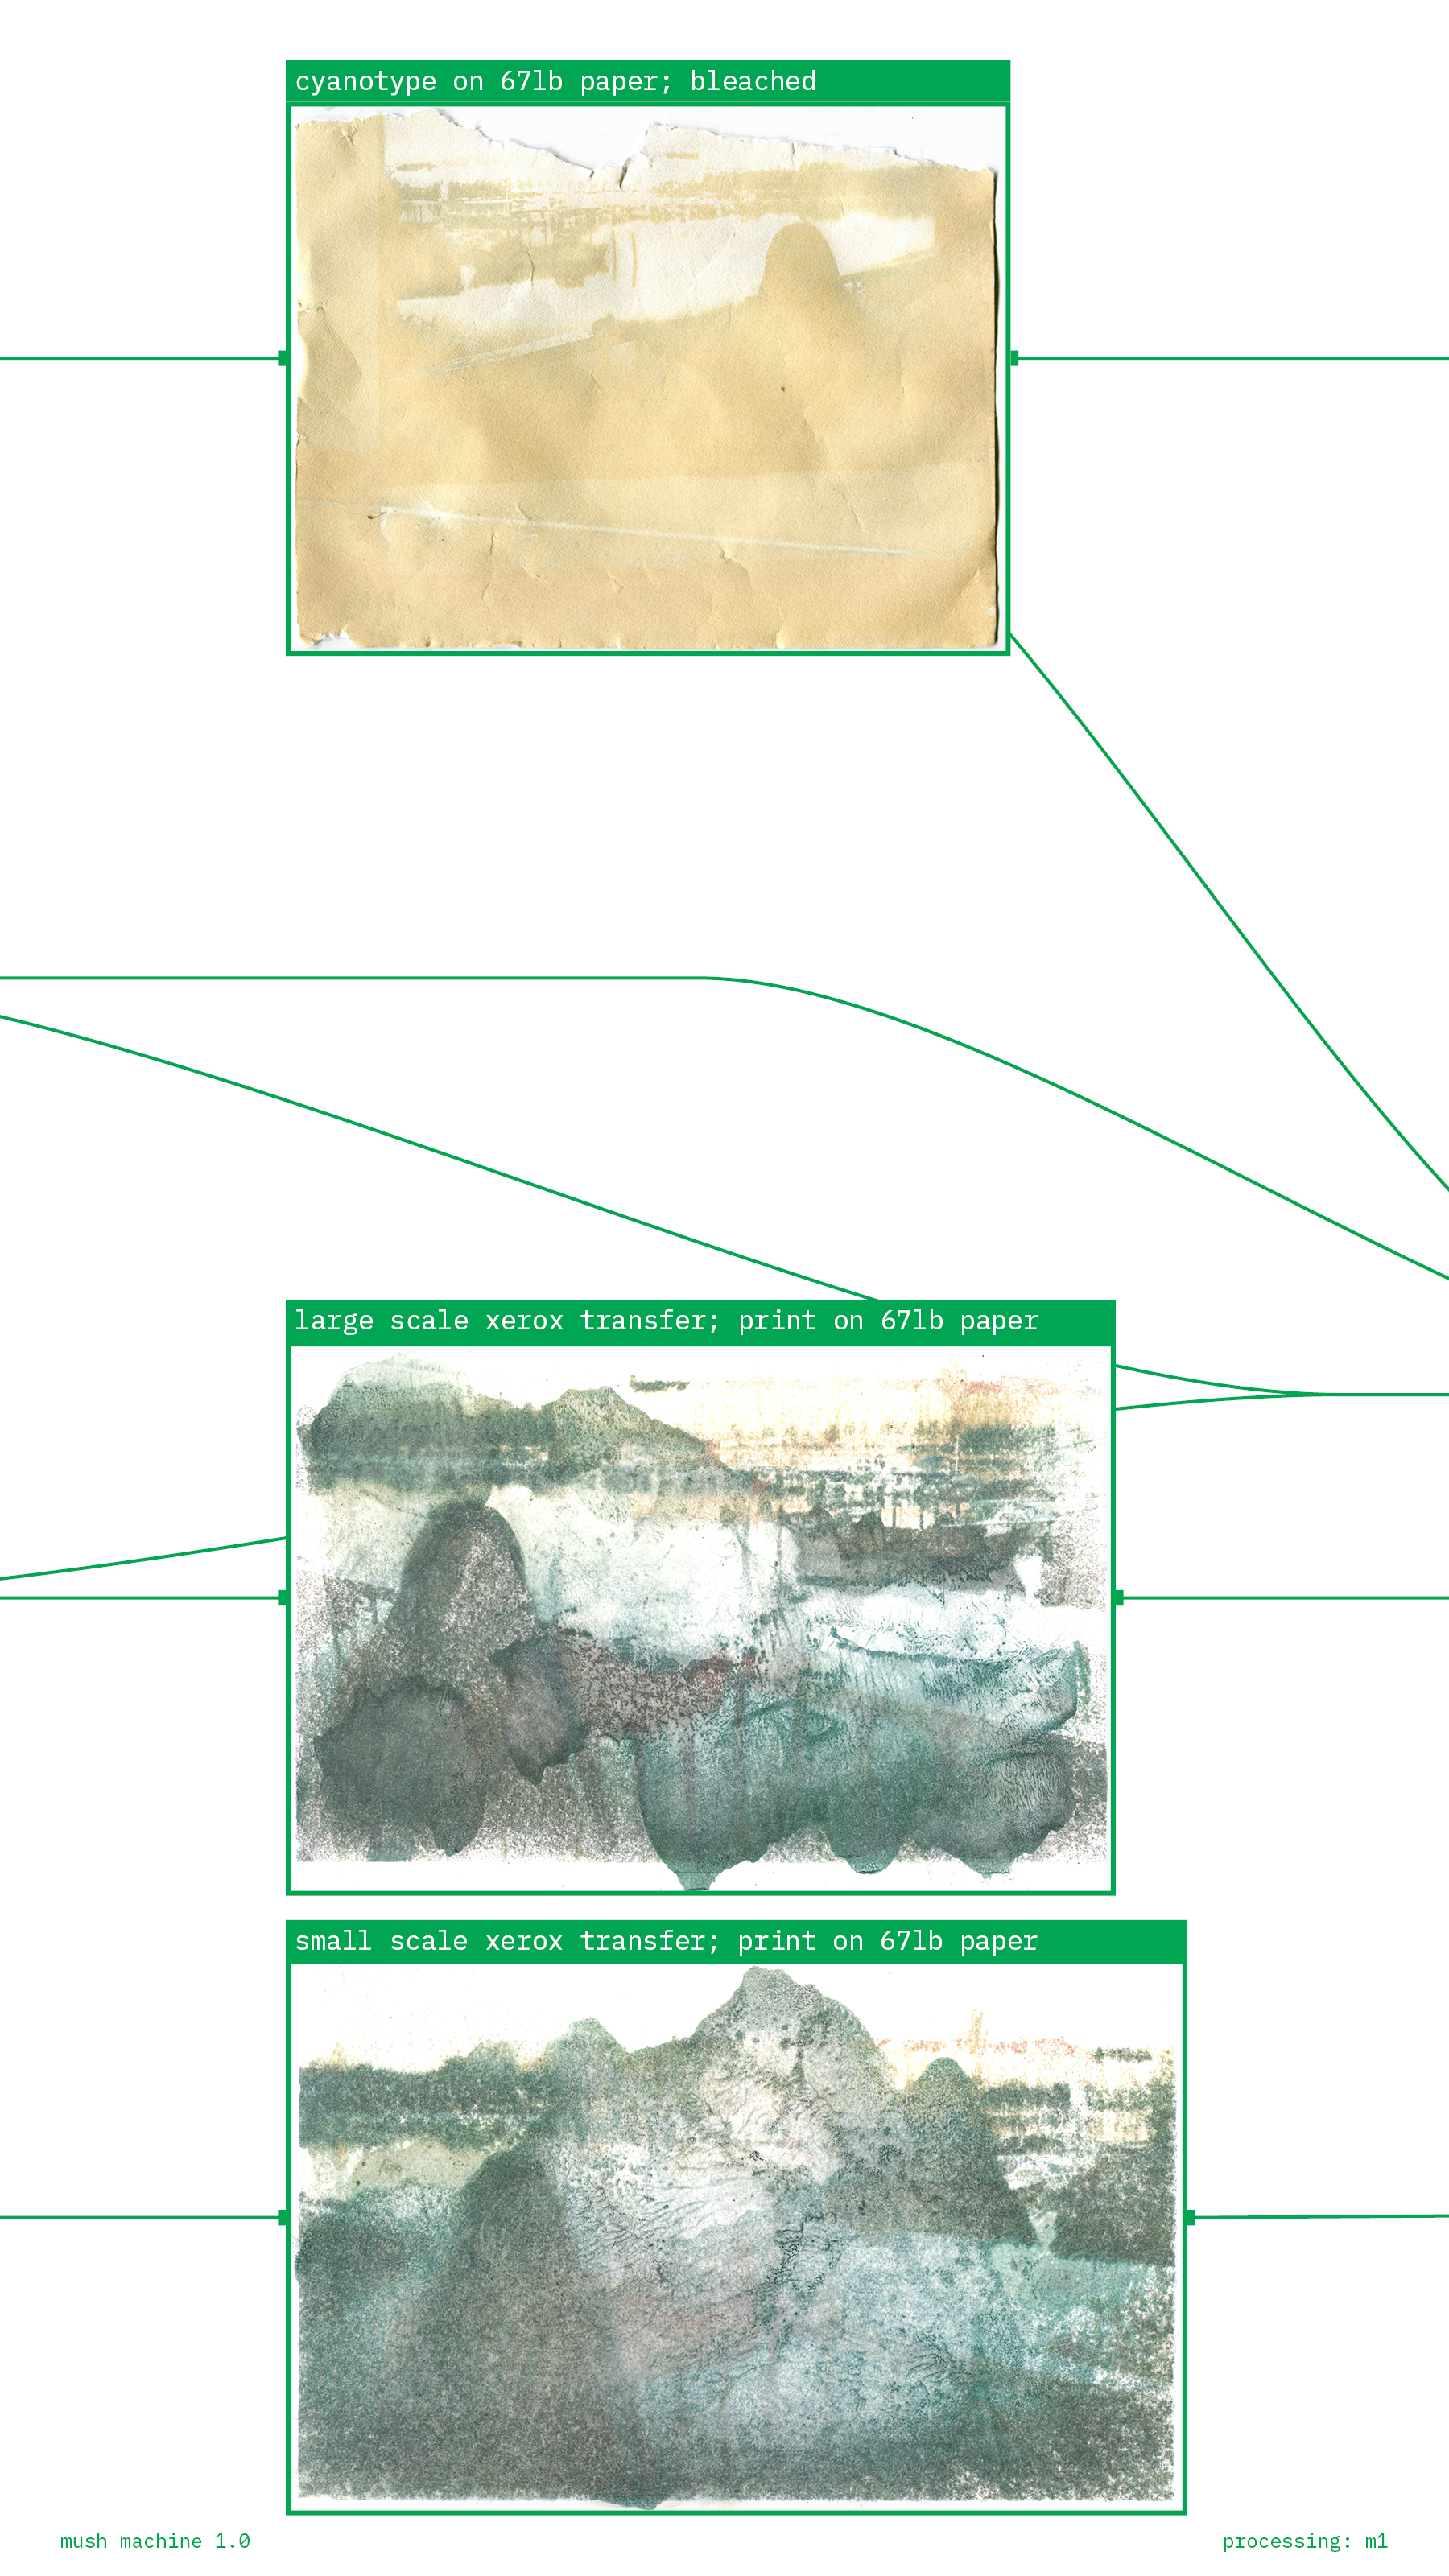 cyanotype on 67lb paper; bleached
large scale xerox transfer; print on 67lb paper
small scale xerox transfer; print on 67lb paper
mush machine 1.0
processing: m1